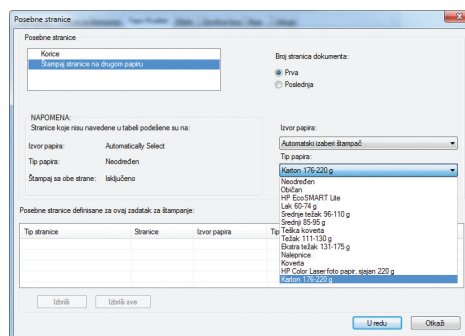 Posebne stranice
Posebne stranice
Korice
Štampaj stranice na drugom papiru
Broj stranica dokumenta:
Prva
Poslednja
NAPOMENA:
Stranice koje nisu navedene u tabeli podešene su na:
Izvor papira: Automatically Select
Tip papira: Neodređen
Štampaj sa obe strane: Isključeno
Izvor papira:
Automatski izaberi štampač
Tip papira:
Karton 176-220 g
Neodređen
Običan
HP EcoSMART Lite
Lak 60-74 g
Srednje težak 96-110 g
Srednji 85-95 g
Teška koverta
Težak 111-130 g
Ekstra težak 131-175 g
Nalepnice
Koverta
HP Color Laser foto papir, sjajan 220 g
Karton 176-220 g
Posebne stranice definisane za ovaj zadatak za štampanje:
Tip stranice Stranice Izvor papira Tip
Izbriši Izbriši sve
U redu Otkaži